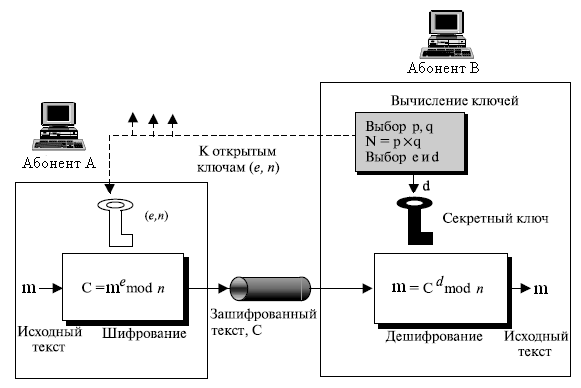 Абонент В
Абонент А
Вычисление ключей
Выбор p, q
N = p × q
Выбор e и d
К открытым
ключам (e, n)
d
(e,n)
Секретный ключ
m
C = mᵉ mod n
Зашифрованный
текст, С
m = C ᵈ mod n
m
Исходный
текст
Шифрование
Дешифрование
Исходный
текст